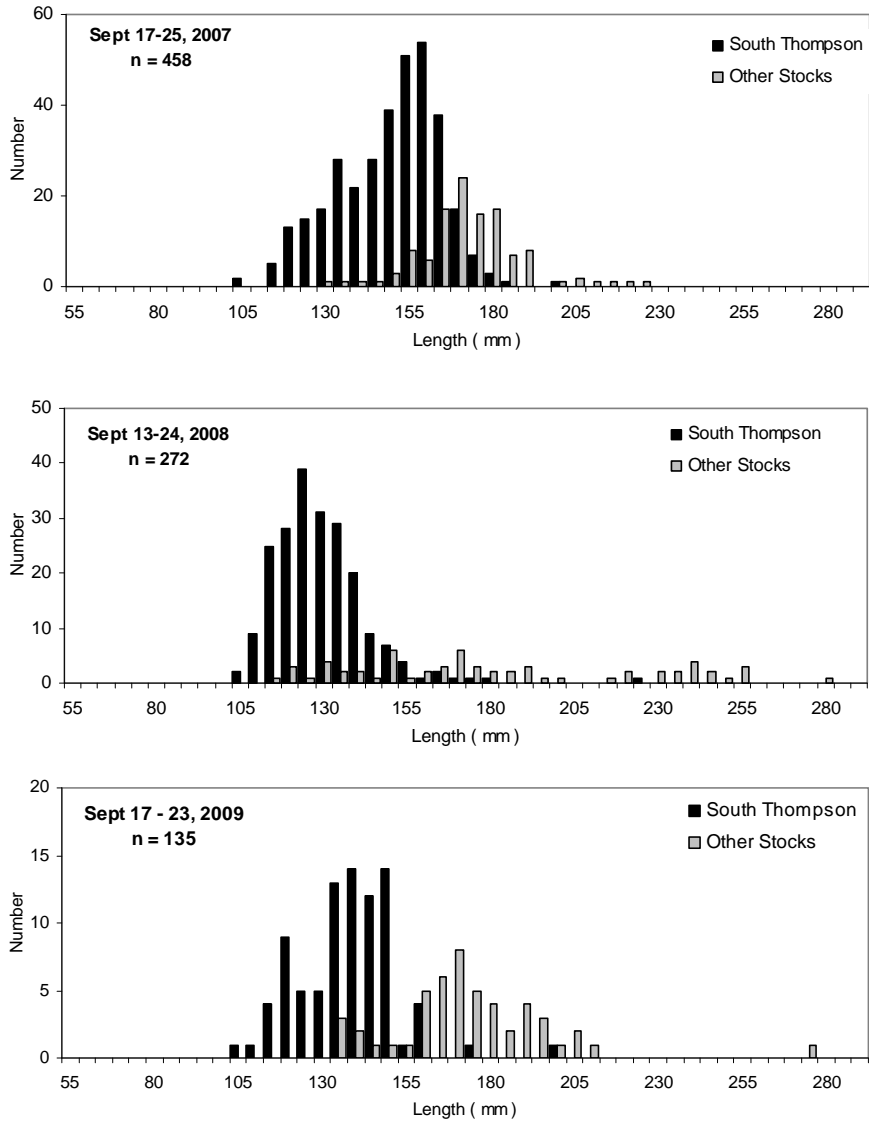 Sept 17-25, 2007
n = 458
South Thompson
Other Stocks
Number
60
40
20
0
55 80 105 130 155 180 205 230 255 280
Length ( mm )
Sept 13-24, 2008
n = 272
South Thompson
Other Stocks
Number
50
40
30
20
10
0
55 80 105 130 155 180 205 230 255 280
Length ( mm )
Sept 17 - 23, 2009
n = 135
South Thompson
Other Stocks
Number
20
15
10
5
0
55 80 105 130 155 180 205 230 255 280
Length ( mm )